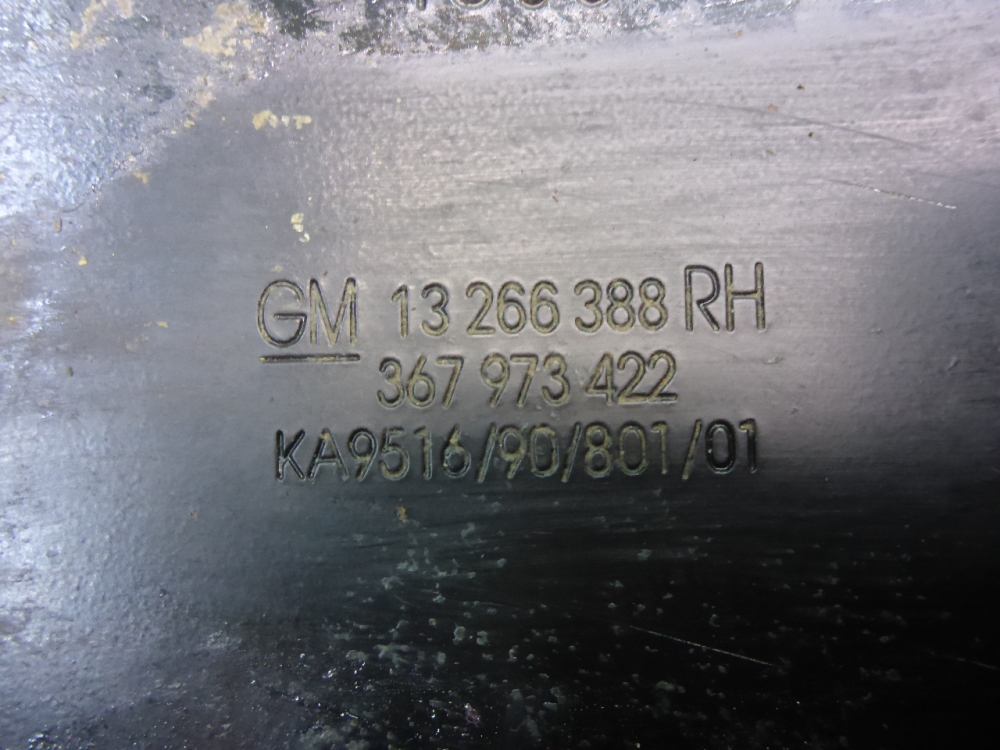 GM 13 266 388 RH
367 973 422
KA9516/90/801/01